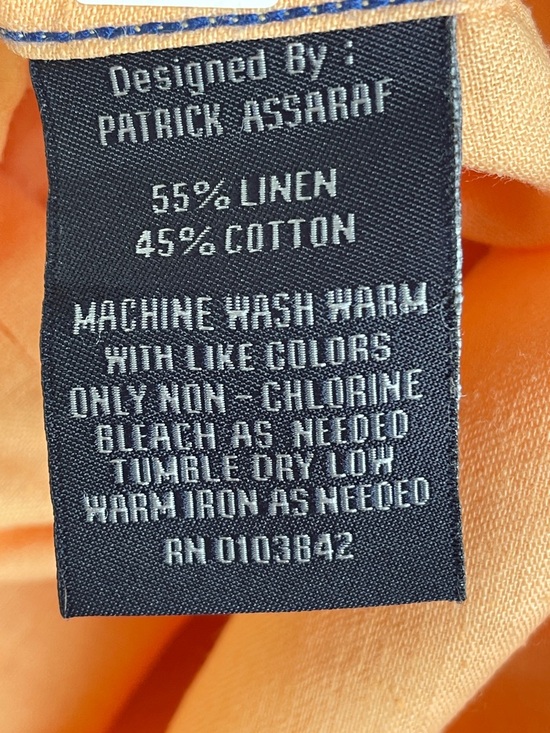 Designed By :
PATRICK ASSARAF
55% LINEN
45% COTTON
MACHINE WASH WARM
WITH LIKE COLORS
ONLY NON - CHLORINE
BLEACH AS NEEDED
TUMBLE DRY LOW
WARM IRON AS NEEDED
RN 0103842